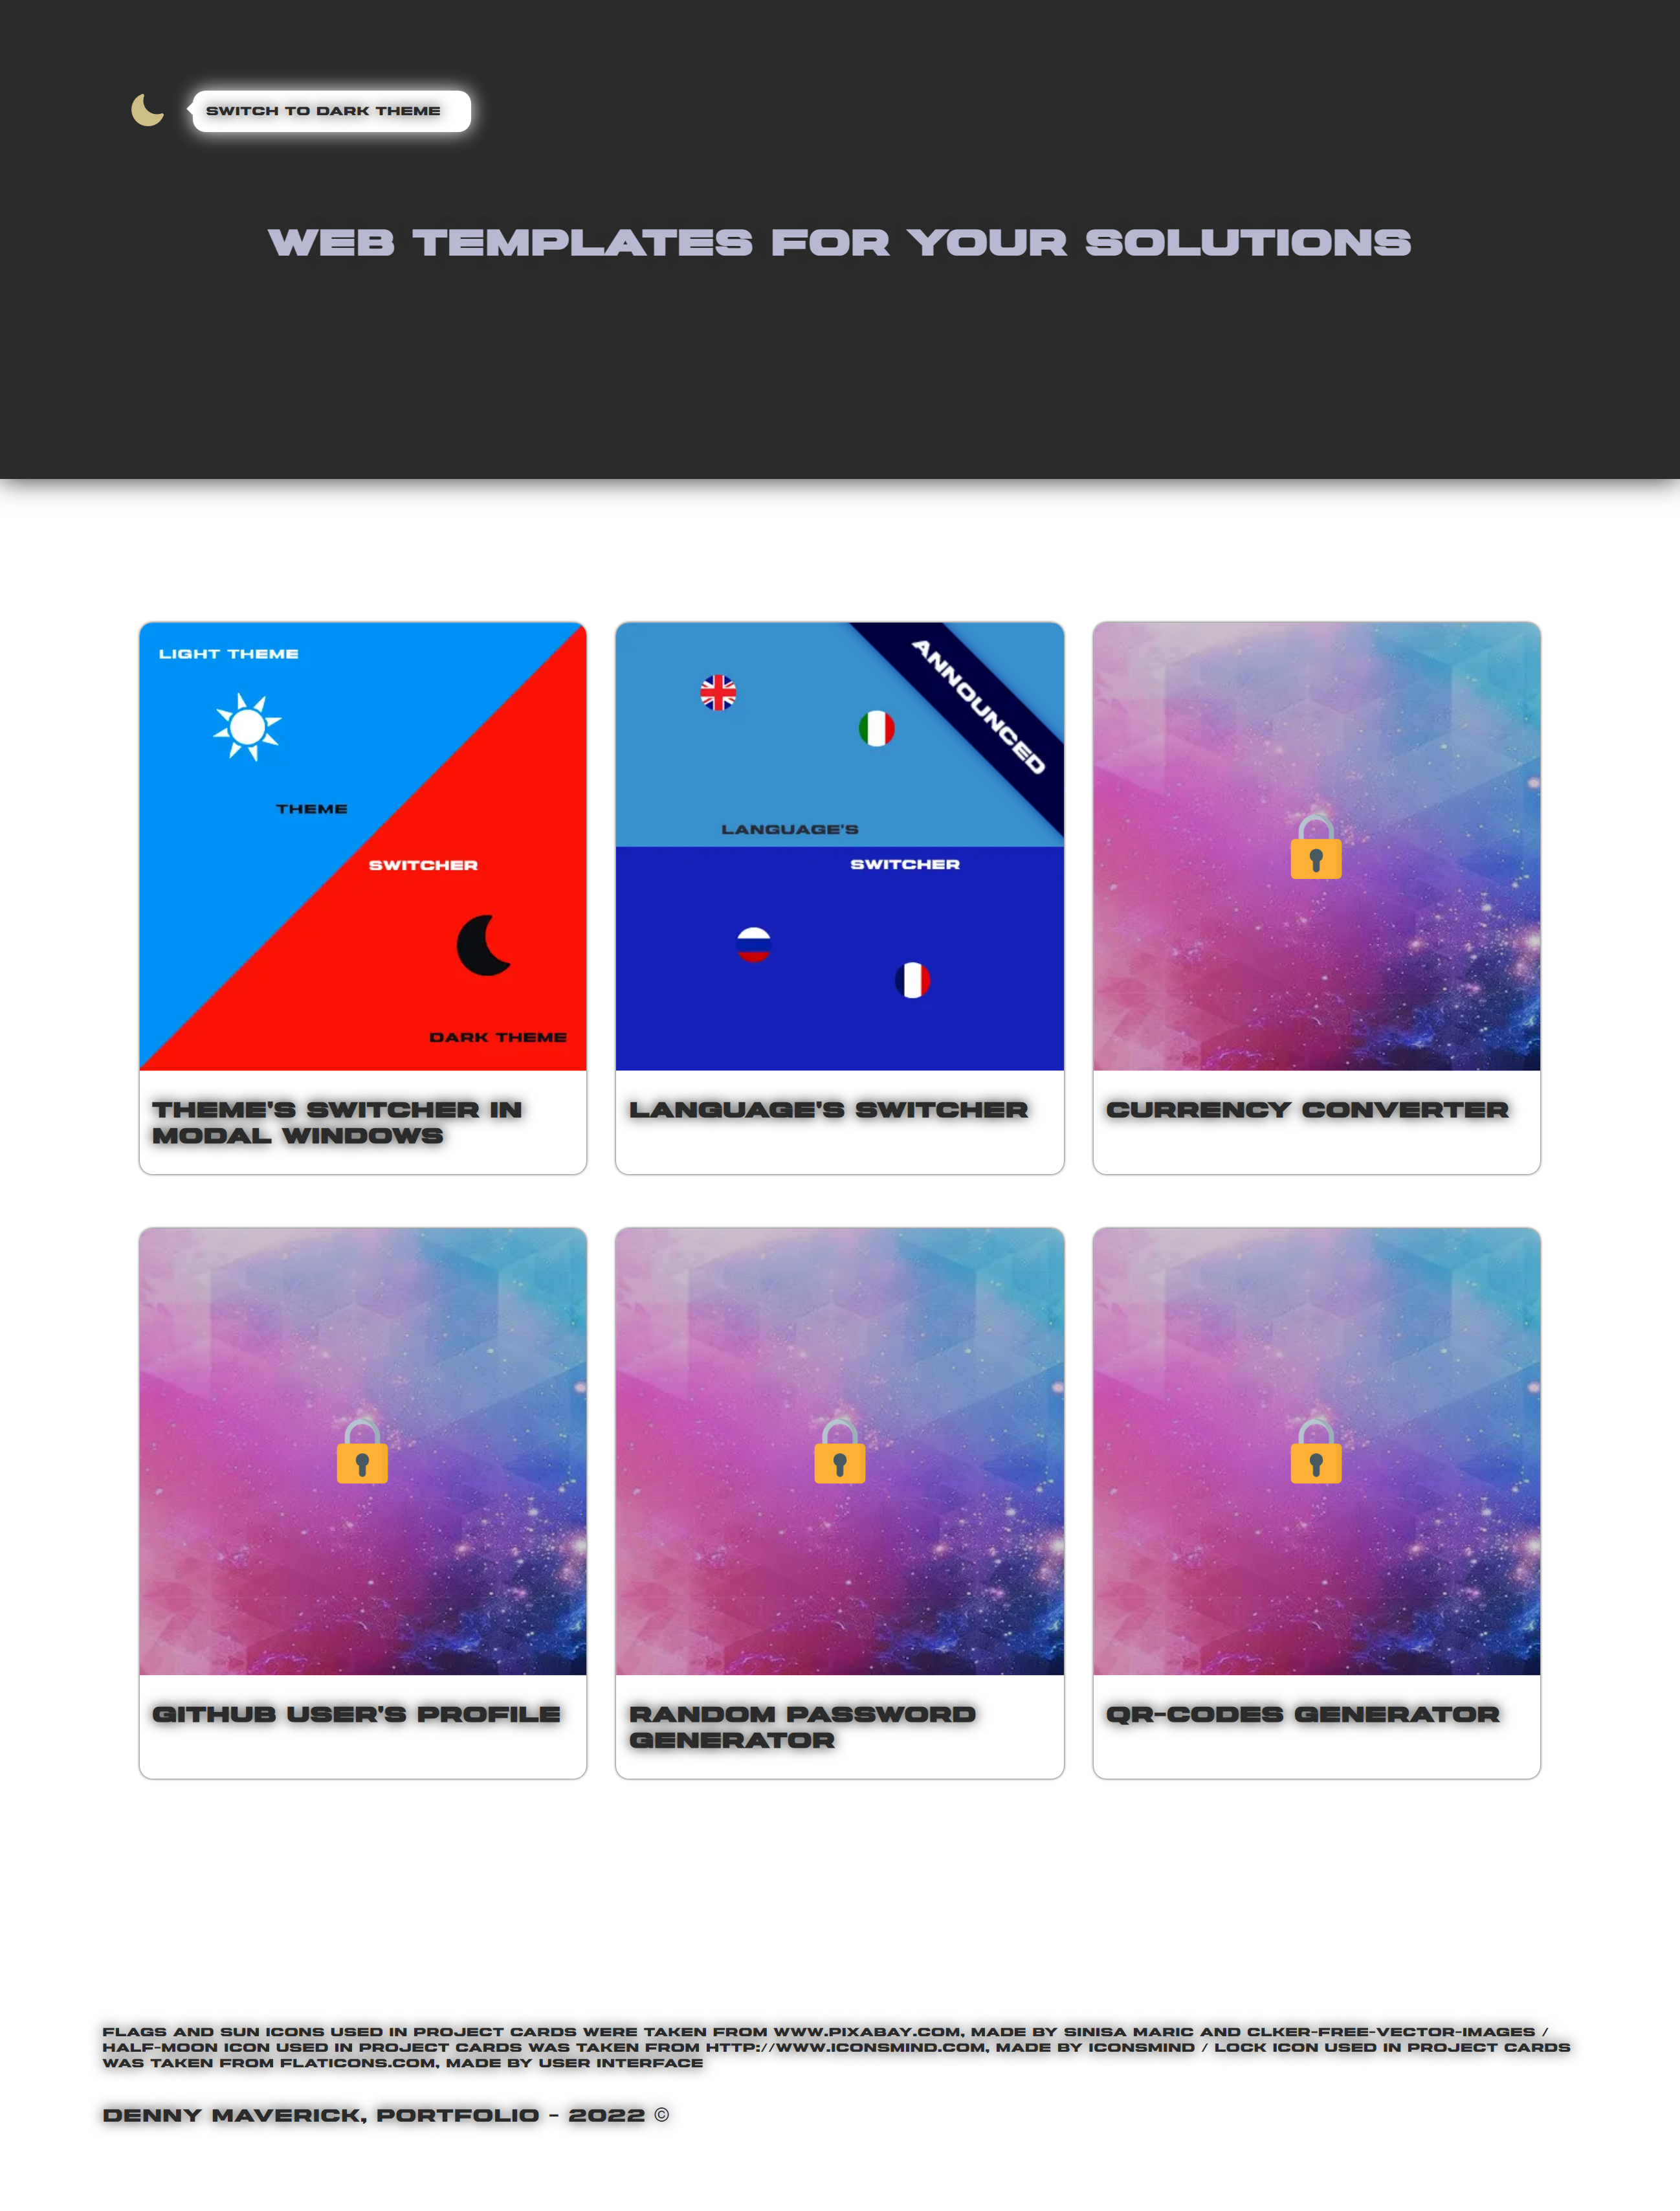 SWITCH TO DARK THEME
WEB TEMPLATES FOR YOUR SOLUTIONS
LIGHT THEME
THEME
SWITCHER
DARK THEME
THEME'S SWITCHER IN
MODAL WINDOWS
ANNOUNCED
LANGUAGE'S
SWITCHER
LANGUAGE'S SWITCHER
CURRENCY CONVERTER
GITHUB USER'S PROFILE
RANDOM PASSWORD
GENERATOR
QR-CODES GENERATOR
FLAGS AND SUN ICONS USED IN PROJECT CARDS WERE TAKEN FROM WWW.PIXABAY.COM, MADE BY SINISA MARIC AND CLKER-FREE-VECTOR-IMAGES /
HALF-MOON ICON USED IN PROJECT CARDS WAS TAKEN FROM HTTP://WWW.ICONSMIND.COM, MADE BY ICONSMIND / LOCK ICON USED IN PROJECT CARDS
WAS TAKEN FROM FLATICONS.COM, MADE BY USER INTERFACE
DENNY MAVERICK, PORTFOLIO - 2022 ©